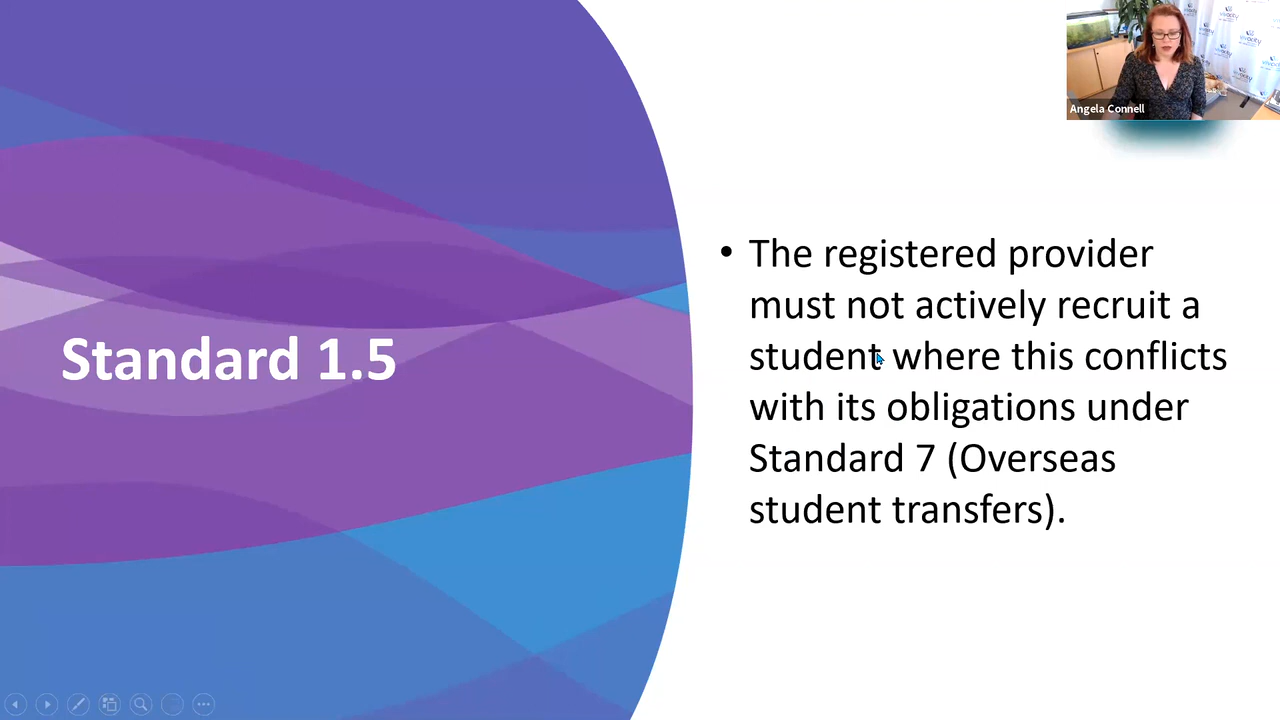 Angela Connell
Standard 1.5
• The registered provider
must not actively recruit a
student where this conflicts
with its obligations under
Standard 7 (Overseas
student transfers).